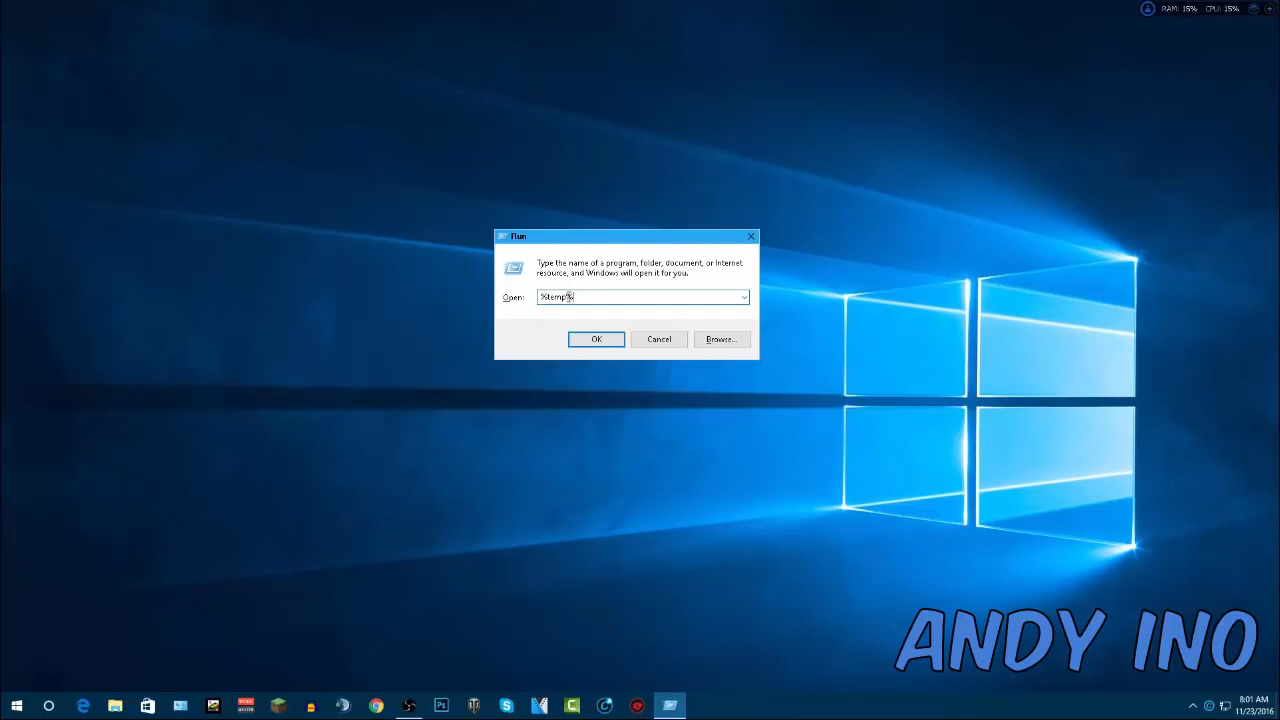 RAM: 15% CPU: 15%
Run
Type the name of a program, folder, document, or Internet
resource, and Windows will open it for you.
Open: %temp%
OK Cancel Browse...
ANDY INO
Ps
8:01 AM
11/23/2016